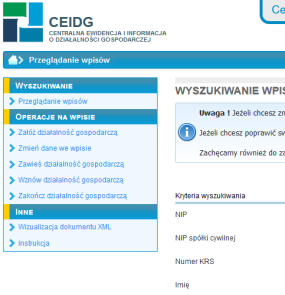 Ce
CEIDG
CENTRALNA EWIDENCJA I INFORMACJA
O DZIAŁALNOŚCI GOSPODARCZEJ
Przeglądanie wpisów
WYSZUKIWANIE
Przeglądanie wpisów
OPERACJE NA WPISIE
Załóż działalność gospodarczą
Zmień dane we wpisie
Zawieś działalność gospodarczą
Wznów działalność gospodarczą
Zakończ działalność gospodarczą
INNE
Wizualizacja dokumentu XML
Instrukcja
WYSZUKIWANIE WPIS
Uwaga ! Jeżeli chcesz zm
Jeżeli chcesz poprawić sw
Zachęcamy również do za
Kryteria wyszukiwania
NIP
NIP spółki cywilnej
Numer KRS
Imię